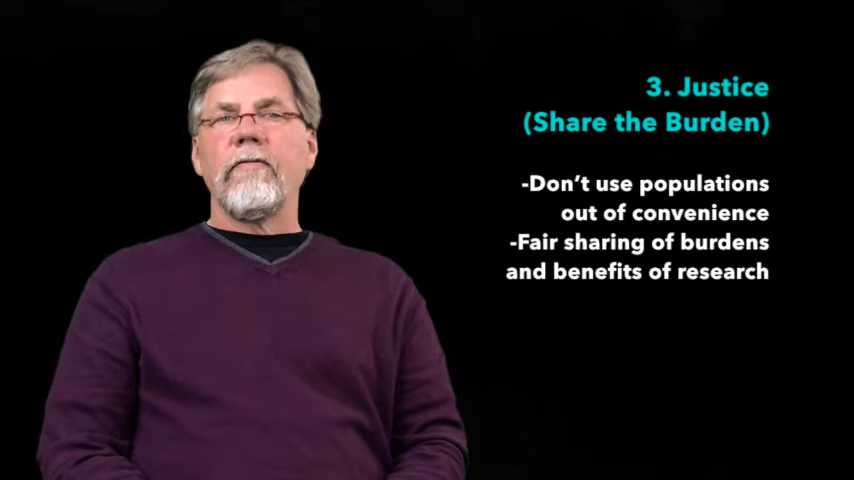 3. Justice
(Share the Burden)
-Don't use populations
out of convenience
-Fair sharing of burdens
and benefits of research